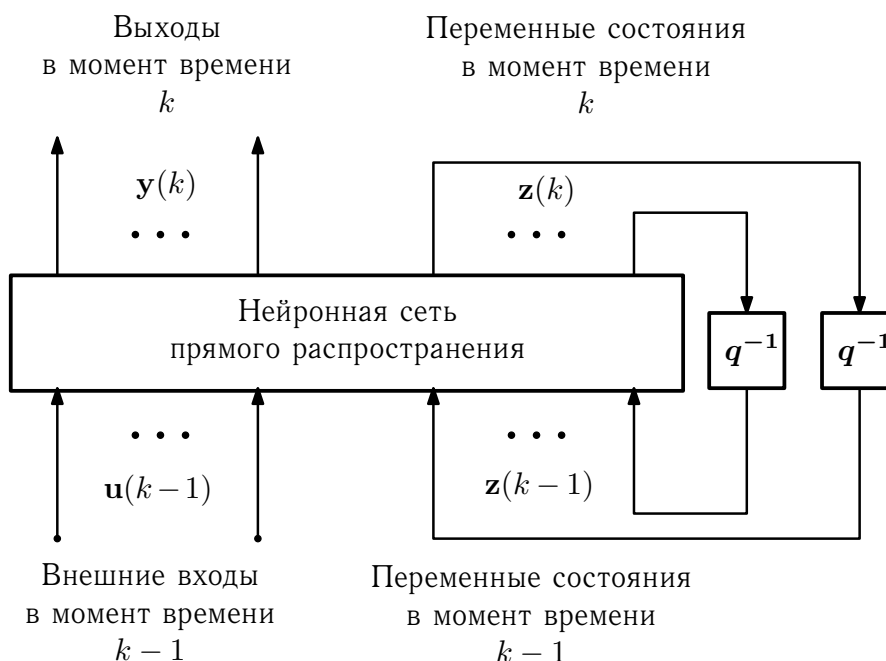 Выходы
в момент времени
k
Переменные состояния
в момент времени
k
y(k)
z(k)
Нейронная сеть
прямого распространения
q⁻¹
q⁻¹
u(k − 1)
z(k − 1)
Внешние входы
в момент времени
k − 1
Переменные состояния
в момент времени
k − 1